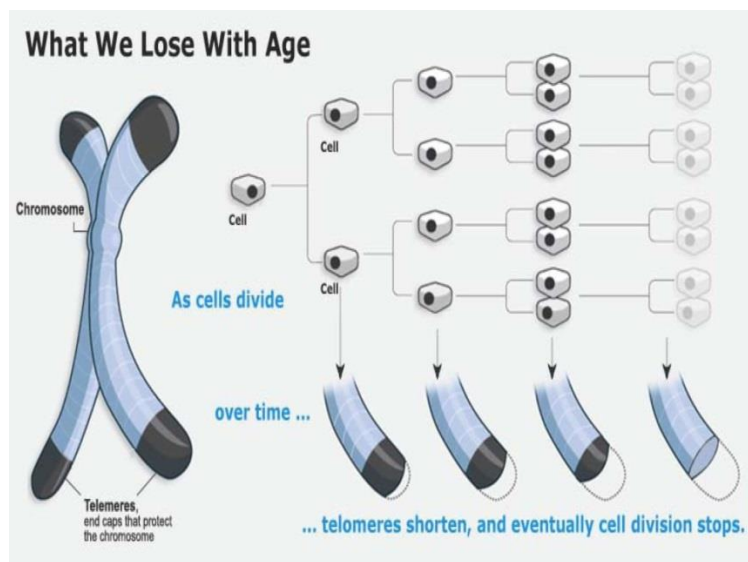 What We Lose With Age
Cell
Cell
Chromosome
Cell
As cells divide
over time ...
Telemeres,
end caps that protect
the chromosome
... telomeres shorten, and eventually cell division stops.